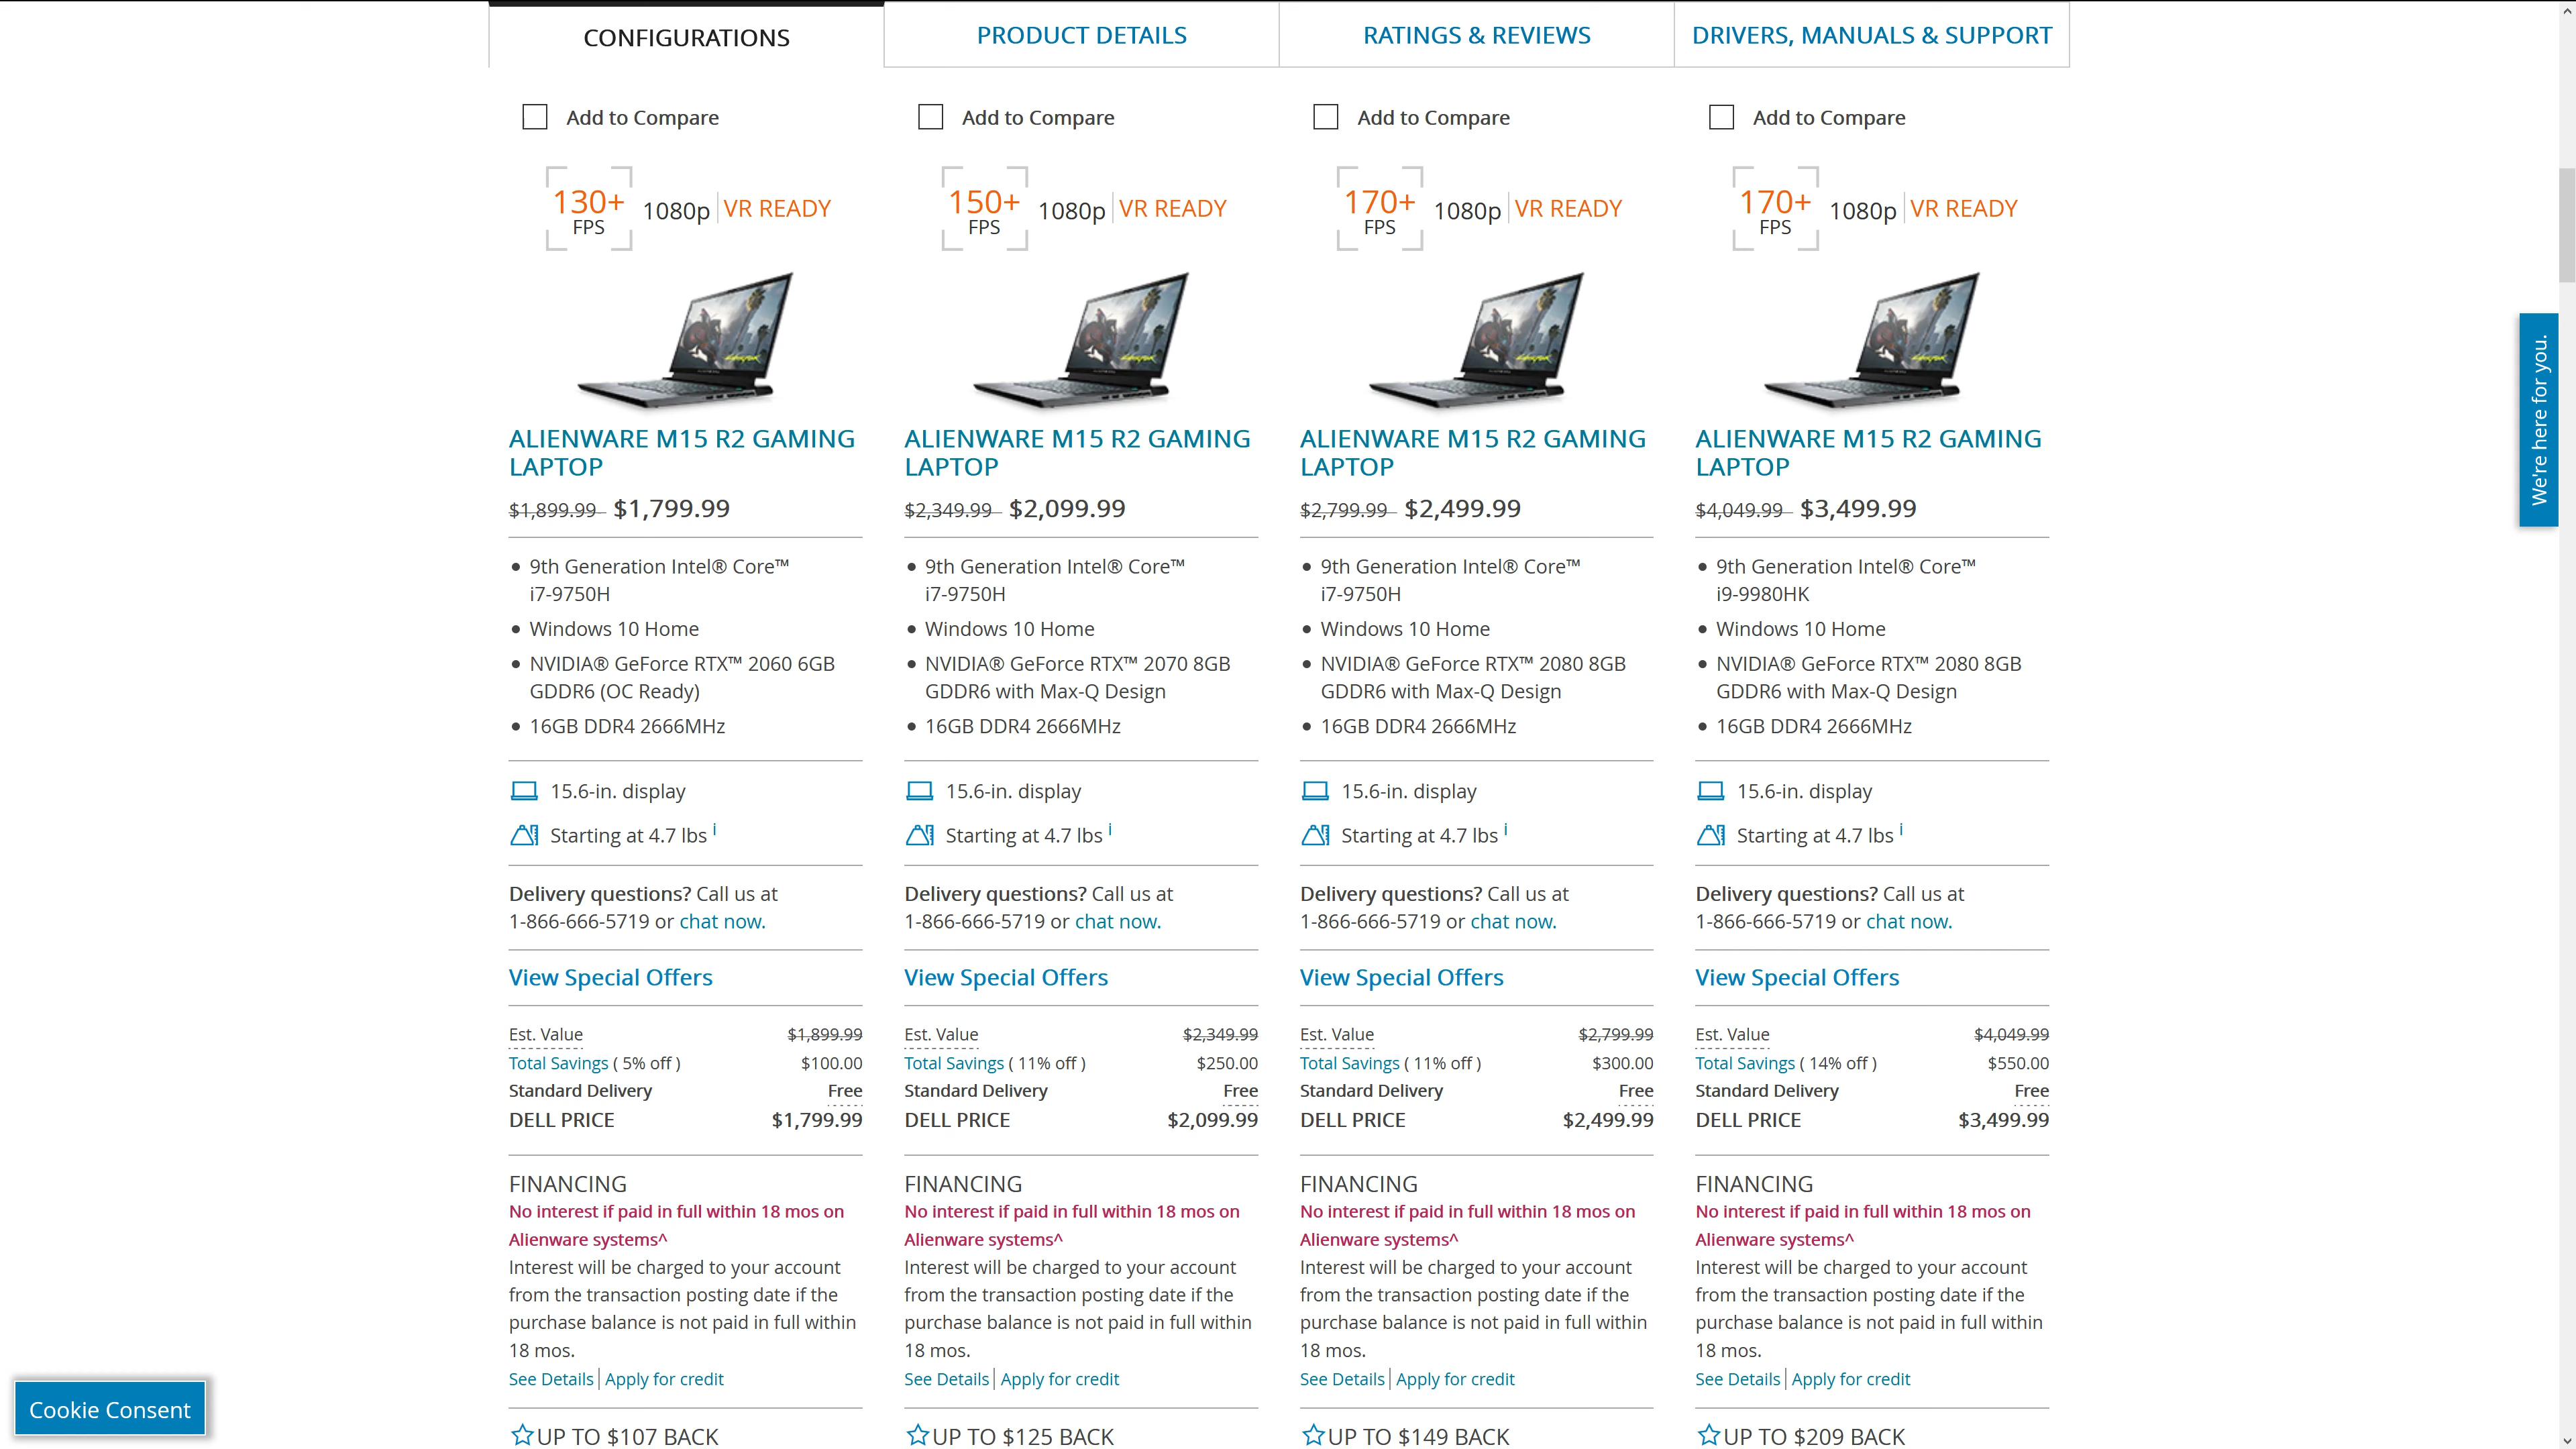 CONFIGURATIONS
PRODUCT DETAILS
RATINGS & REVIEWS
DRIVERS, MANUALS & SUPPORT
Add to Compare
130+
FPS
1080p
VR READY
ALIENWARE M15 R2 GAMING
LAPTOP
$1,899.99 $1,799.99
9th Generation Intel® Core™
i7-9750H
Windows 10 Home
NVIDIA® GeForce RTX™ 2060 6GB
GDDR6 (OC Ready)
16GB DDR4 2666MHz
15.6-in. display
Starting at 4.7 lbs i
Delivery questions? Call us at
1-866-666-5719 or chat now.
View Special Offers
Est. Value $1,899.99
Total Savings ( 5% off ) $100.00
Standard Delivery Free
DELL PRICE $1,799.99
FINANCING
No interest if paid in full within 18 mos on
Alienware systems^
Interest will be charged to your account
from the transaction posting date if the
purchase balance is not paid in full within
18 mos.
See Details Apply for credit
UP TO $107 BACK
Add to Compare
150+
FPS
1080p
VR READY
ALIENWARE M15 R2 GAMING
LAPTOP
$2,349.99 $2,099.99
9th Generation Intel® Core™
i7-9750H
Windows 10 Home
NVIDIA® GeForce RTX™ 2070 8GB
GDDR6 with Max-Q Design
16GB DDR4 2666MHz
15.6-in. display
Starting at 4.7 lbs i
Delivery questions? Call us at
1-866-666-5719 or chat now.
View Special Offers
Est. Value $2,349.99
Total Savings ( 11% off ) $250.00
Standard Delivery Free
DELL PRICE $2,099.99
FINANCING
No interest if paid in full within 18 mos on
Alienware systems^
Interest will be charged to your account
from the transaction posting date if the
purchase balance is not paid in full within
18 mos.
See Details Apply for credit
UP TO $125 BACK
Add to Compare
170+
FPS
1080p
VR READY
ALIENWARE M15 R2 GAMING
LAPTOP
$2,799.99 $2,499.99
9th Generation Intel® Core™
i7-9750H
Windows 10 Home
NVIDIA® GeForce RTX™ 2080 8GB
GDDR6 with Max-Q Design
16GB DDR4 2666MHz
15.6-in. display
Starting at 4.7 lbs i
Delivery questions? Call us at
1-866-666-5719 or chat now.
View Special Offers
Est. Value $2,799.99
Total Savings ( 11% off ) $300.00
Standard Delivery Free
DELL PRICE $2,499.99
FINANCING
No interest if paid in full within 18 mos on
Alienware systems^
Interest will be charged to your account
from the transaction posting date if the
purchase balance is not paid in full within
18 mos.
See Details Apply for credit
UP TO $149 BACK
Add to Compare
170+
FPS
1080p
VR READY
ALIENWARE M15 R2 GAMING
LAPTOP
$4,049.99 $3,499.99
9th Generation Intel® Core™
i9-9980HK
Windows 10 Home
NVIDIA® GeForce RTX™ 2080 8GB
GDDR6 with Max-Q Design
16GB DDR4 2666MHz
15.6-in. display
Starting at 4.7 lbs i
Delivery questions? Call us at
1-866-666-5719 or chat now.
View Special Offers
Est. Value $4,049.99
Total Savings ( 14% off ) $550.00
Standard Delivery Free
DELL PRICE $3,499.99
FINANCING
No interest if paid in full within 18 mos on
Alienware systems^
Interest will be charged to your account
from the transaction posting date if the
purchase balance is not paid in full within
18 mos.
See Details Apply for credit
UP TO $209 BACK
We're here for you.
Cookie Consent